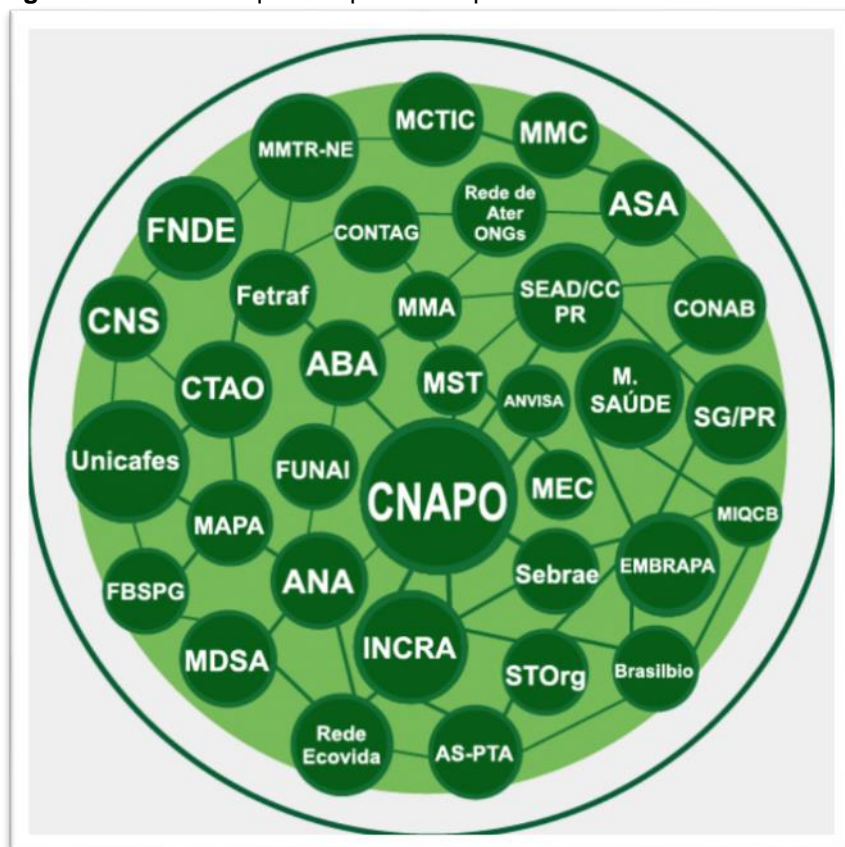 MCTIC
MMC
MMTR-NE
Rede de
Ater
ONGs
ASA
FNDE
CONTAG
Fetraf
MMA
SEAD/CC
PR
CONAB
CNS
ABA
MST
M.
SAÚDE
CTAO
ANVISA
SG/PR
Unicafes
FUNAI
CNAPO
MEC
MIQCB
MAPA
FBSPG
ANA
Sebrae
EMBRAPA
MDSA
INCRA
STOrg
Brasilbio
Rede
Ecovida
AS-PTA